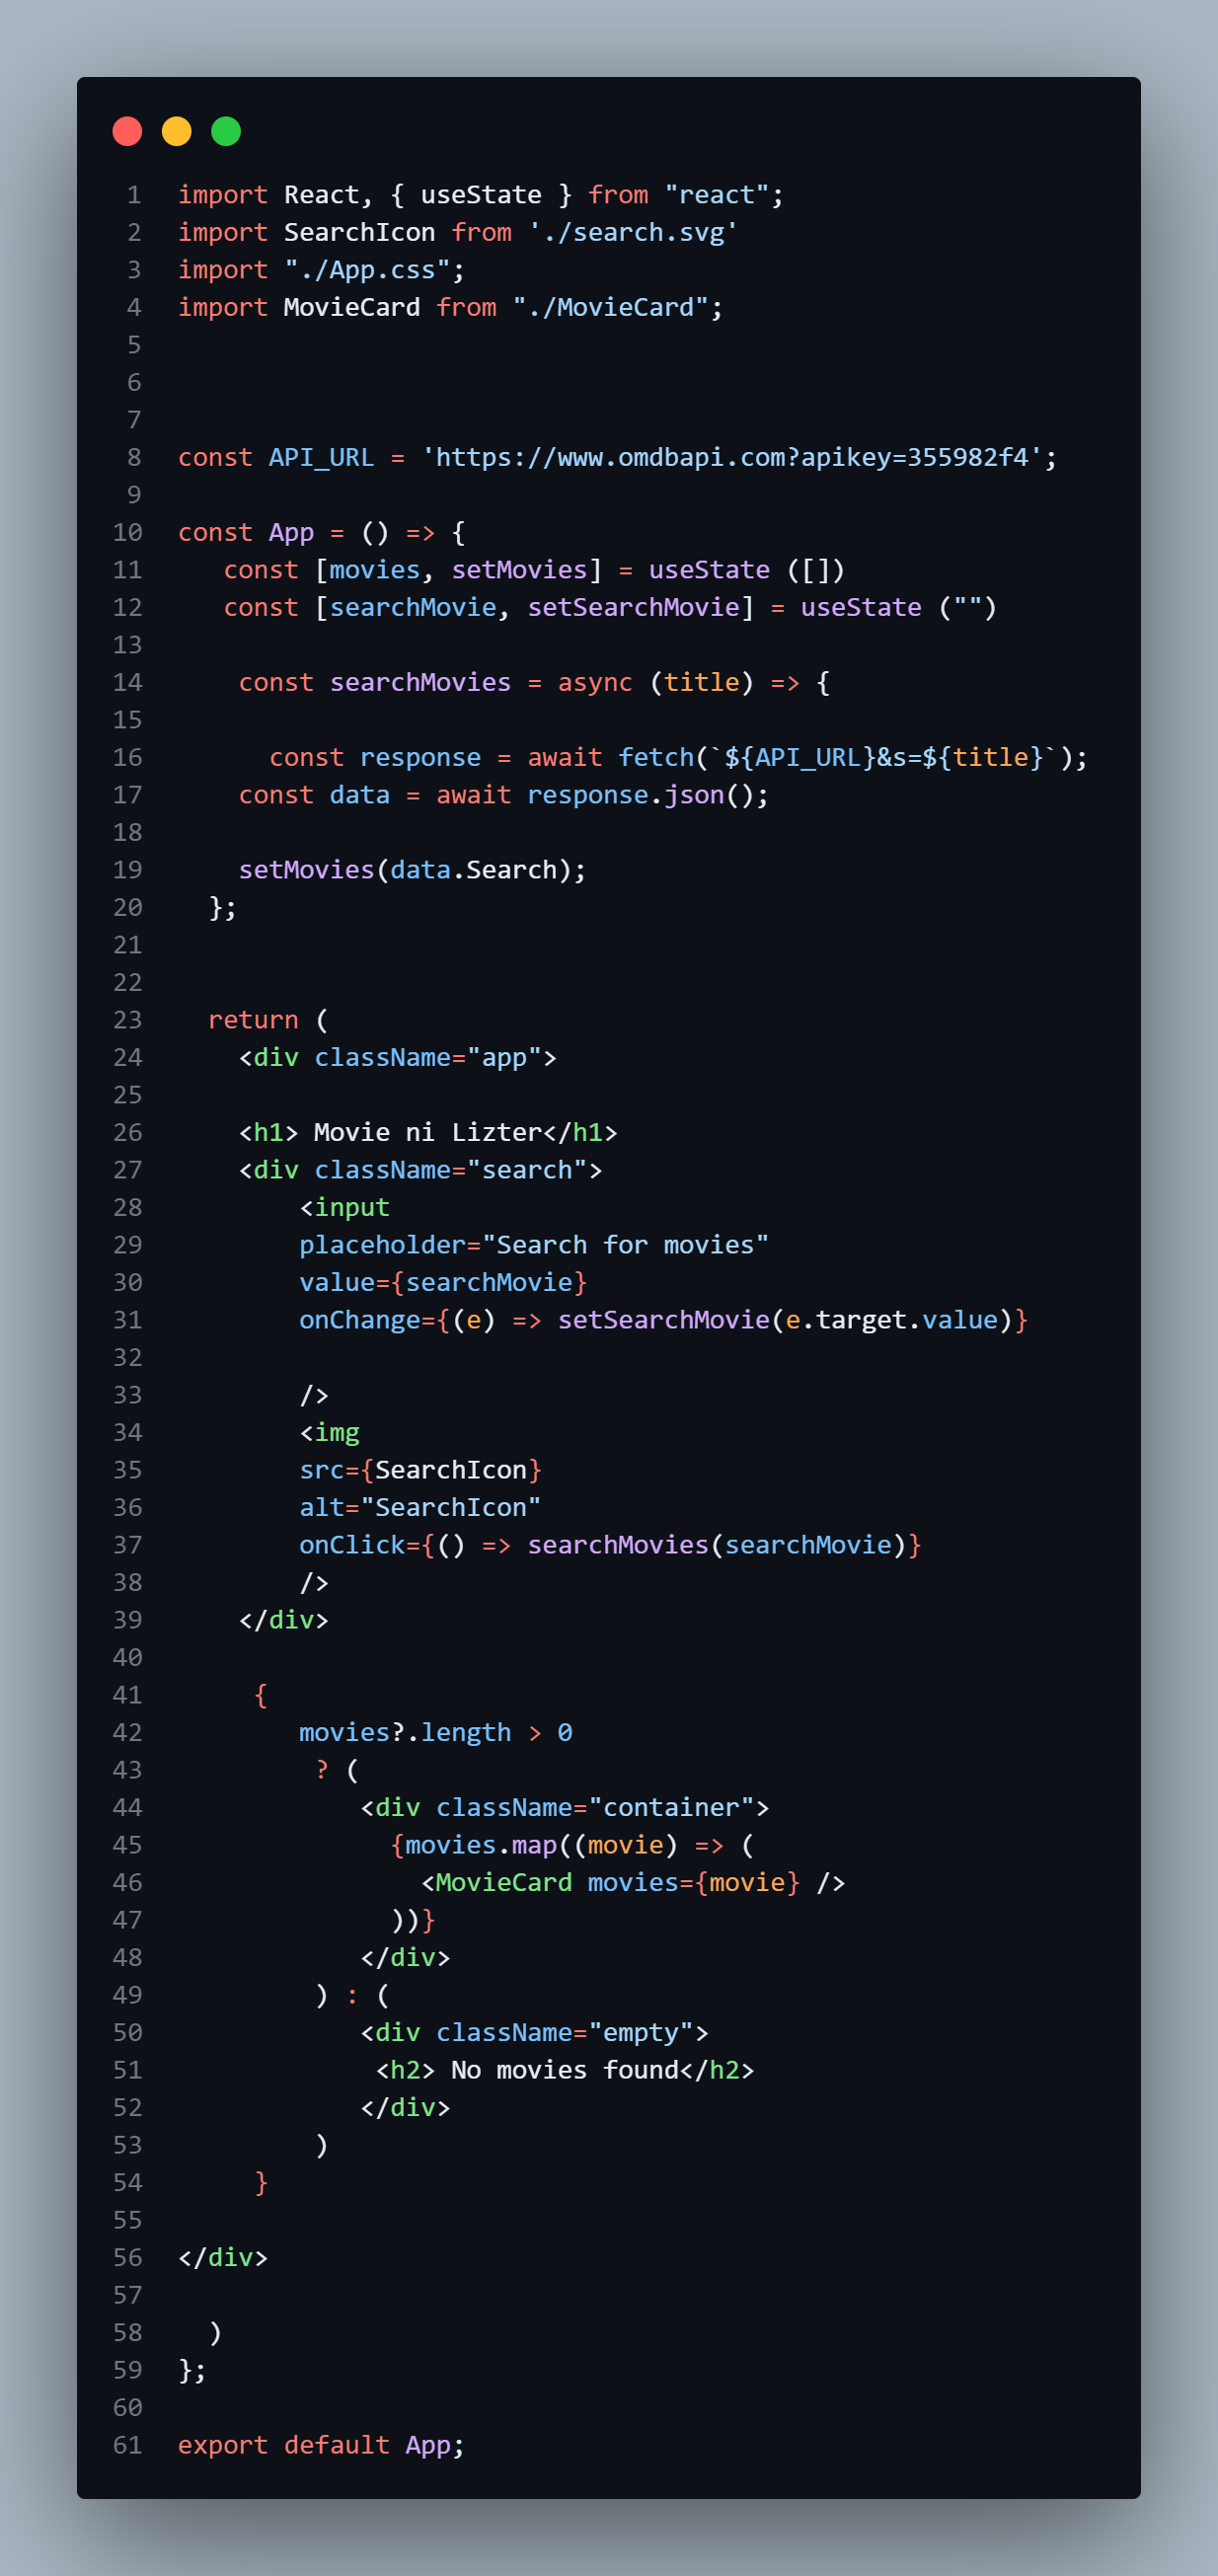 1 import React, { useState } from "react";
2 import SearchIcon from './search.svg'
3 import "./App.css";
4 import MovieCard from "./MovieCard";
5
6
7
8 const API_URL = 'https://www.omdbapi.com?apikey=355982f4';
9
10 const App = () => {
11    const [movies, setMovies] = useState ([])
12    const [searchMovie, setSearchMovie] = useState ("")
13
14     const searchMovies = async (title) => {
15
16       const response = await fetch(`${API_URL}&s=${title}`);
17     const data = await response.json();
18
19     setMovies(data.Search);
20   };
21
22
23   return (
24     <div className="app">
25
26     <h1> Movie ni Lizter</h1>
27     <div className="search">
28         <input
29         placeholder="Search for movies"
30         value={searchMovie}
31         onChange={(e) => setSearchMovie(e.target.value)}
32
33         />
34         <img
35         src={SearchIcon}
36         alt="SearchIcon"
37         onClick={() => searchMovies(searchMovie)}
38         />
39     </div>
40
41      {
42         movies?.length > 0
43          ? (
44             <div className="container">
45               {movies.map((movie) => (
46                 <MovieCard movies={movie} />
47               ))}
48             </div>
49          ) : (
50             <div className="empty">
51              <h2> No movies found</h2>
52             </div>
53          )
54      }
55
56 </div>
57
58   )
59 };
60
61 export default App;